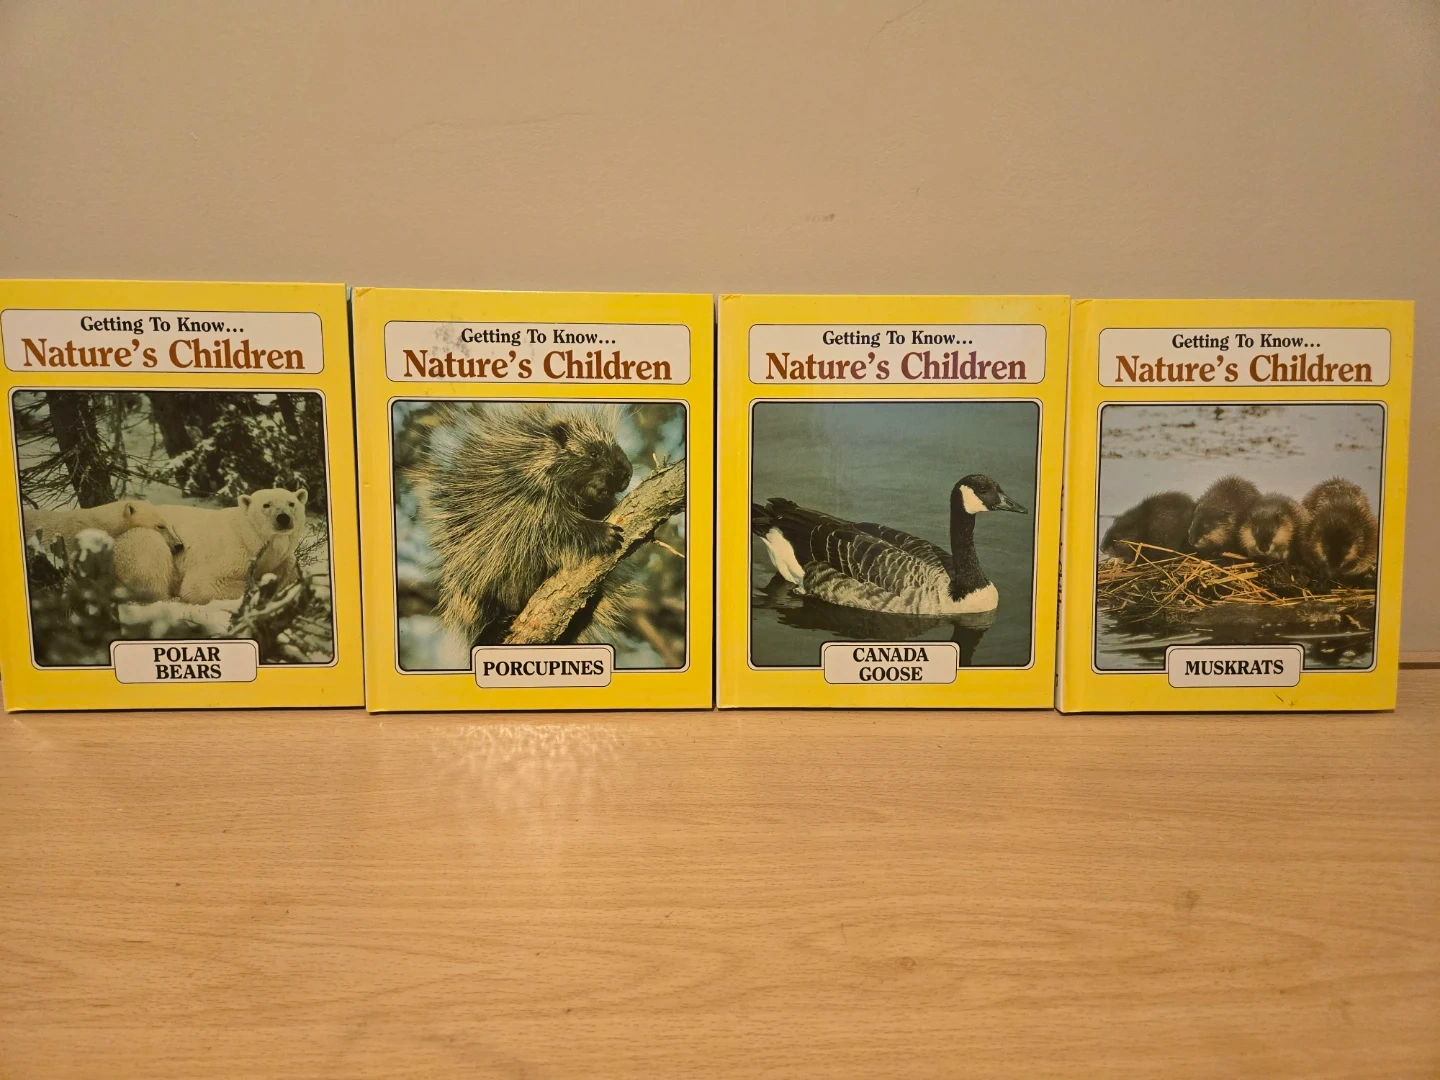 Getting To Know...
Nature's Children
POLAR
BEARS
Getting To Know...
Nature's Children
PORCUPINES
Getting To Know...
Nature's Children
CANADA
GOOSE
Getting To Know...
Nature's Children
MUSKRATS